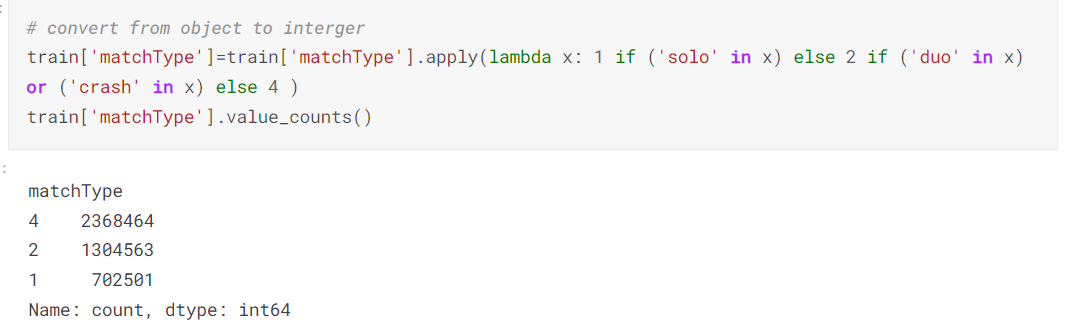 # convert from object to interger
train['matchType']=train['matchType'].apply(lambda x: 1 if ('solo' in x) else 2 if ('duo' in x)
or ('crash' in x) else 4 )
train['matchType'].value_counts()
:
matchType
4    2368464
2    1304563
1     702501
Name: count, dtype: int64